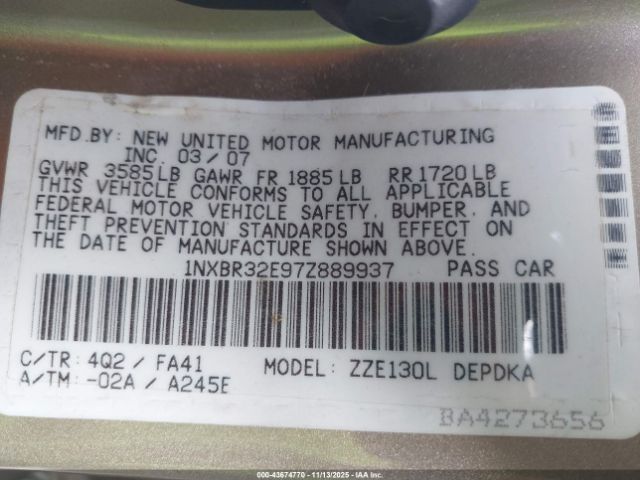 MFD.BY: NEW UNITED MOTOR MANUFACTURING
INC. 03/07
GVWR 3585LB GAWR FR 1885LB RR 1720LB
THIS VEHICLE CONFORMS TO ALL APPLICABLE
FEDERAL MOTOR VEHICLE SAFETY, BUMPER, AND
THEFT PREVENTION STANDARDS IN EFFECT ON
THE DATE OF MANUFACTURE SHOWN ABOVE.
1NXBR32E97Z889937 PASS CAR
C/TR: 4Q2 / FA41 MODEL: ZZE130L DEPDKA
A/TM: -02A / A245E
BA4273656
000-43674770 - 11/13/2025 - IAA Inc.